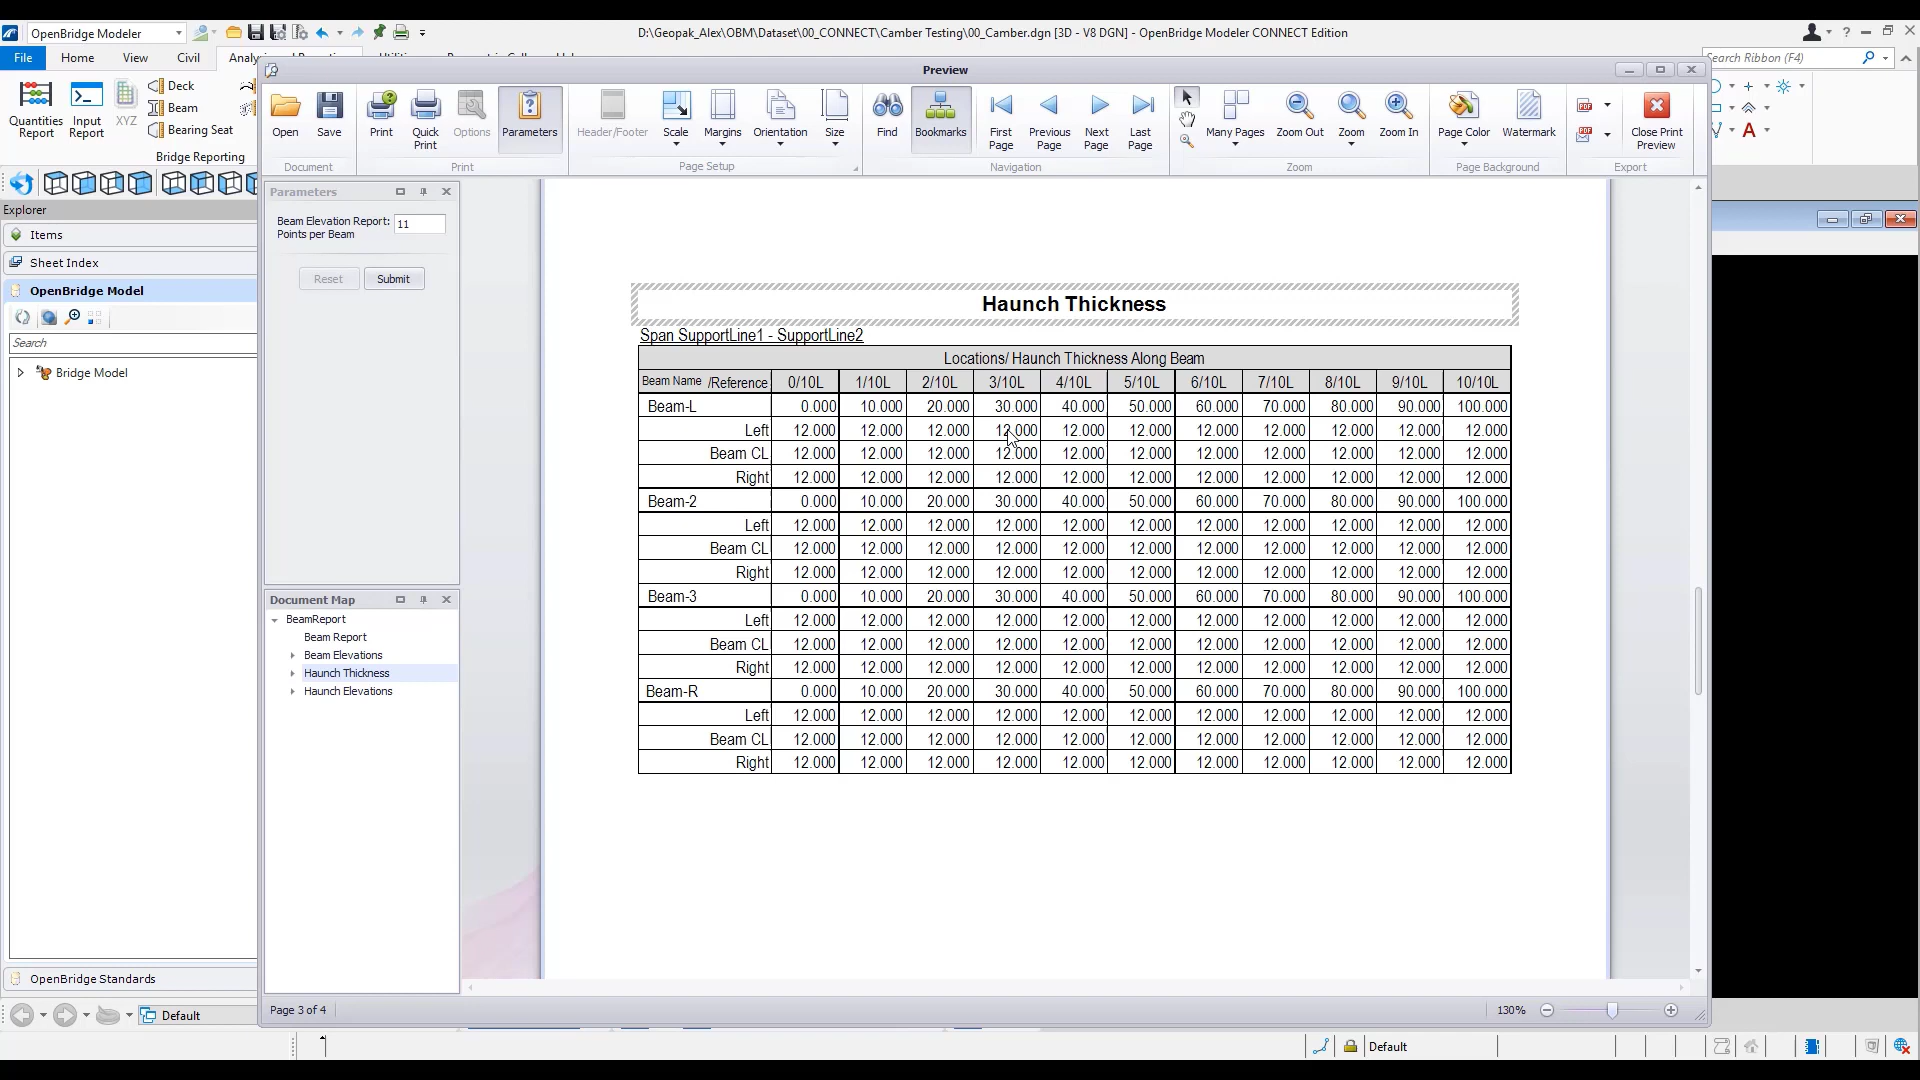 OpenBridge Modeler
D:\Geopak_Alex\OBM\Dataset\00_CONNECT\Camber Testing\00_Camber.dgn [3D - V8 DGN] - OpenBridge Modeler CONNECT Edition
File Home View Civil
Search Ribbon (F4)
Preview
Quantities Report
Input Report
XYZ
Deck
Beam
Bearing Seat
Bridge Reporting
Open
Save
Print
Quick Print
Options
Parameters
Header/Footer
Scale
Margins
Orientation
Size
Find
Bookmarks
First Page
Previous Page
Next Page
Last Page
Many Pages
Zoom Out
Zoom
Zoom In
Page Color
Watermark
PDF
PDF
Close Print Preview
Document
Print
Page Setup
Navigation
Zoom
Page Background
Export
Explorer
Items
Sheet Index
OpenBridge Model
Search
Bridge Model
OpenBridge Standards
Default
Parameters
Beam Elevation Report: 11
Points per Beam
Reset Submit
Document Map
BeamReport
Beam Report
Beam Elevations
Haunch Thickness
Haunch Elevations
Haunch Thickness
Span SupportLine1 - SupportLine2
Locations/ Haunch Thickness Along Beam
Beam Name /Reference 0/10L 1/10L 2/10L 3/10L 4/10L 5/10L 6/10L 7/10L 8/10L 9/10L 10/10L
Beam-L 0.000 10.000 20.000 30.000 40.000 50.000 60.000 70.000 80.000 90.000 100.000
Left 12.000 12.000 12.000 12.000 12.000 12.000 12.000 12.000 12.000 12.000 12.000
Beam CL 12.000 12.000 12.000 12.000 12.000 12.000 12.000 12.000 12.000 12.000 12.000
Right 12.000 12.000 12.000 12.000 12.000 12.000 12.000 12.000 12.000 12.000 12.000
Beam-2 0.000 10.000 20.000 30.000 40.000 50.000 60.000 70.000 80.000 90.000 100.000
Left 12.000 12.000 12.000 12.000 12.000 12.000 12.000 12.000 12.000 12.000 12.000
Beam CL 12.000 12.000 12.000 12.000 12.000 12.000 12.000 12.000 12.000 12.000 12.000
Right 12.000 12.000 12.000 12.000 12.000 12.000 12.000 12.000 12.000 12.000 12.000
Beam-3 0.000 10.000 20.000 30.000 40.000 50.000 60.000 70.000 80.000 90.000 100.000
Left 12.000 12.000 12.000 12.000 12.000 12.000 12.000 12.000 12.000 12.000 12.000
Beam CL 12.000 12.000 12.000 12.000 12.000 12.000 12.000 12.000 12.000 12.000 12.000
Right 12.000 12.000 12.000 12.000 12.000 12.000 12.000 12.000 12.000 12.000 12.000
Beam-R 0.000 10.000 20.000 30.000 40.000 50.000 60.000 70.000 80.000 90.000 100.000
Left 12.000 12.000 12.000 12.000 12.000 12.000 12.000 12.000 12.000 12.000 12.000
Beam CL 12.000 12.000 12.000 12.000 12.000 12.000 12.000 12.000 12.000 12.000 12.000
Right 12.000 12.000 12.000 12.000 12.000 12.000 12.000 12.000 12.000 12.000 12.000
Page 3 of 4
130%
Default